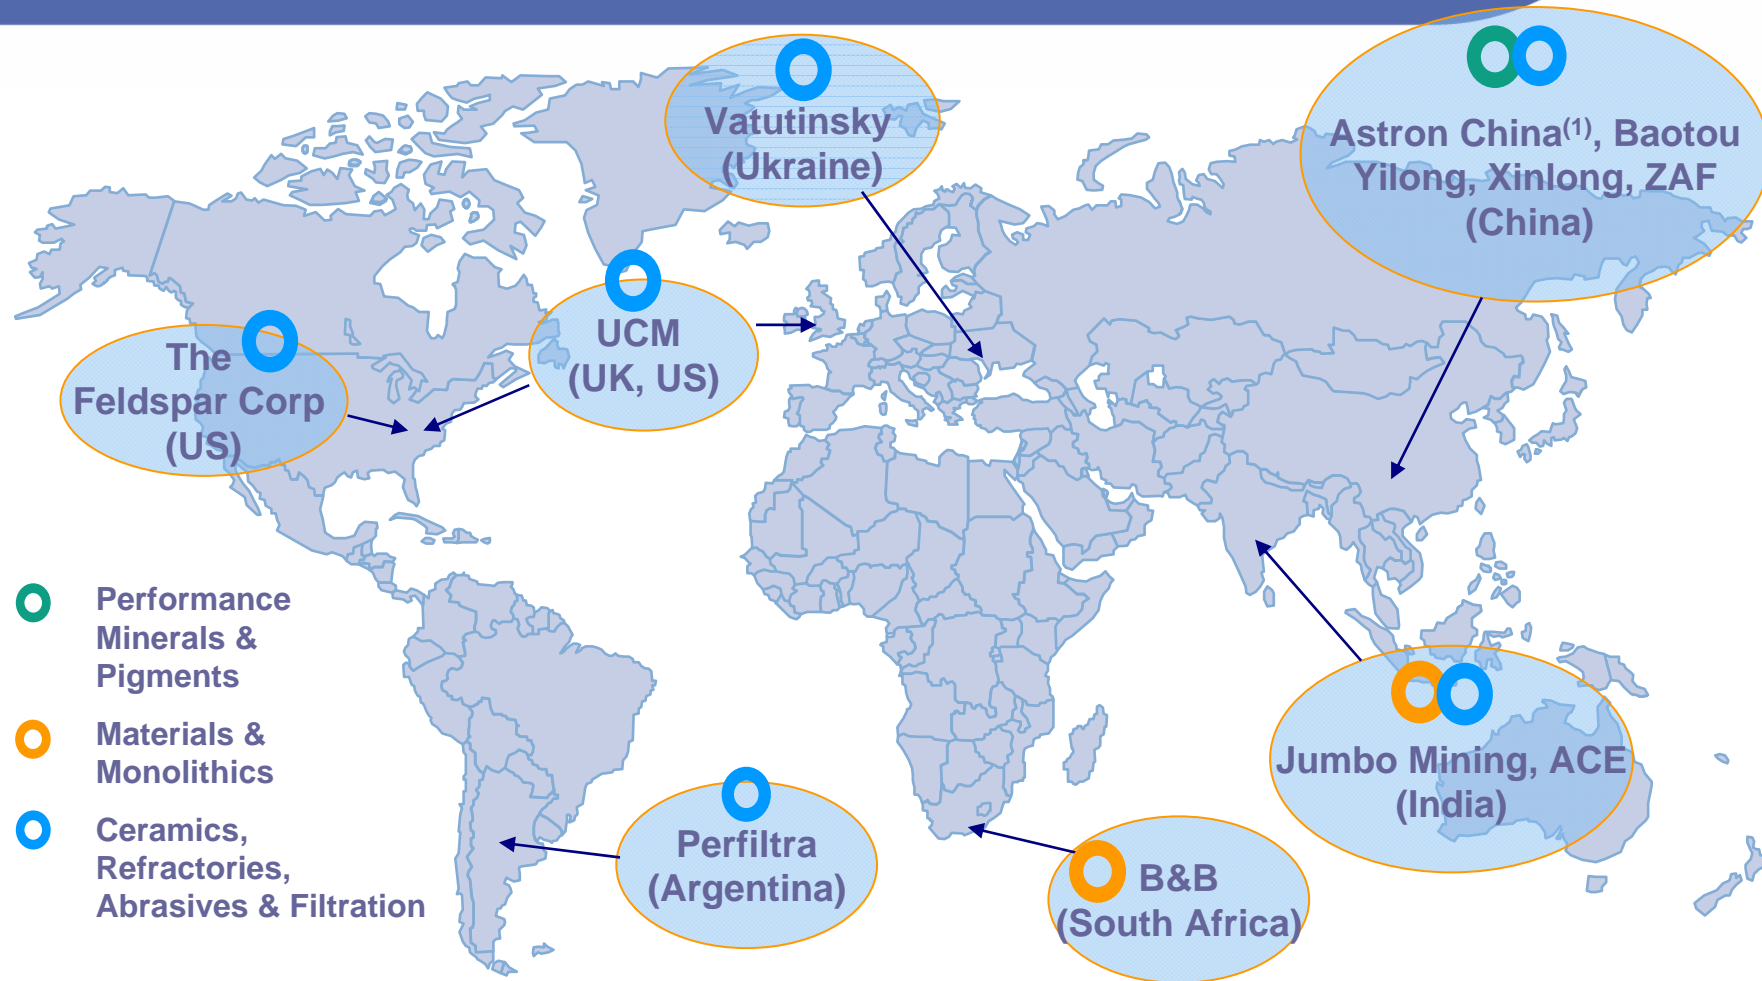 Vatutinsky
(Ukraine)
Astron China(1), Baotou
Yilong, Xinlong, ZAF
(China)
UCM
(UK, US)
The
Feldspar Corp
(US)
Performance
Minerals &
Pigments
Materials &
Monolithics
Ceramics,
Refractories,
Abrasives & Filtration
Perfiltra
(Argentina)
B&B
(South Africa)
Jumbo Mining, ACE
(India)